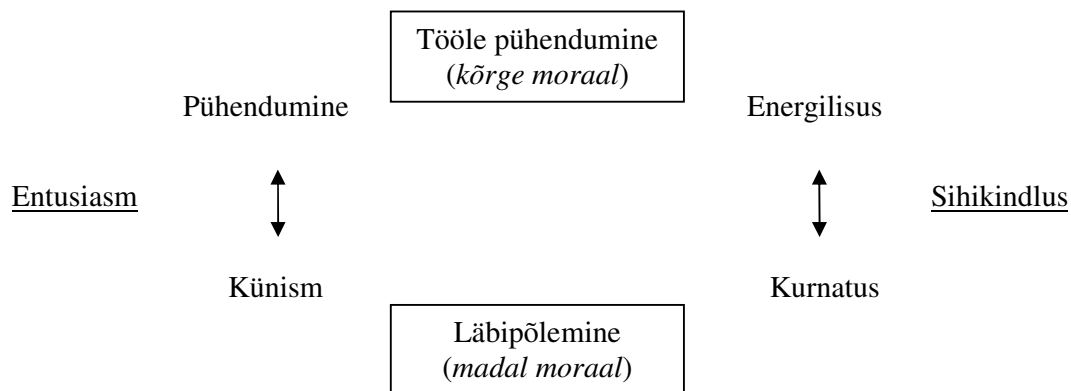 Tööle pühendumine
(kõrge moraal)
Pühendumine
Energilisus
Entusiasm
Sihikindlus
Künism
Kurnatus
Läbipõlemine
(madal moraal)